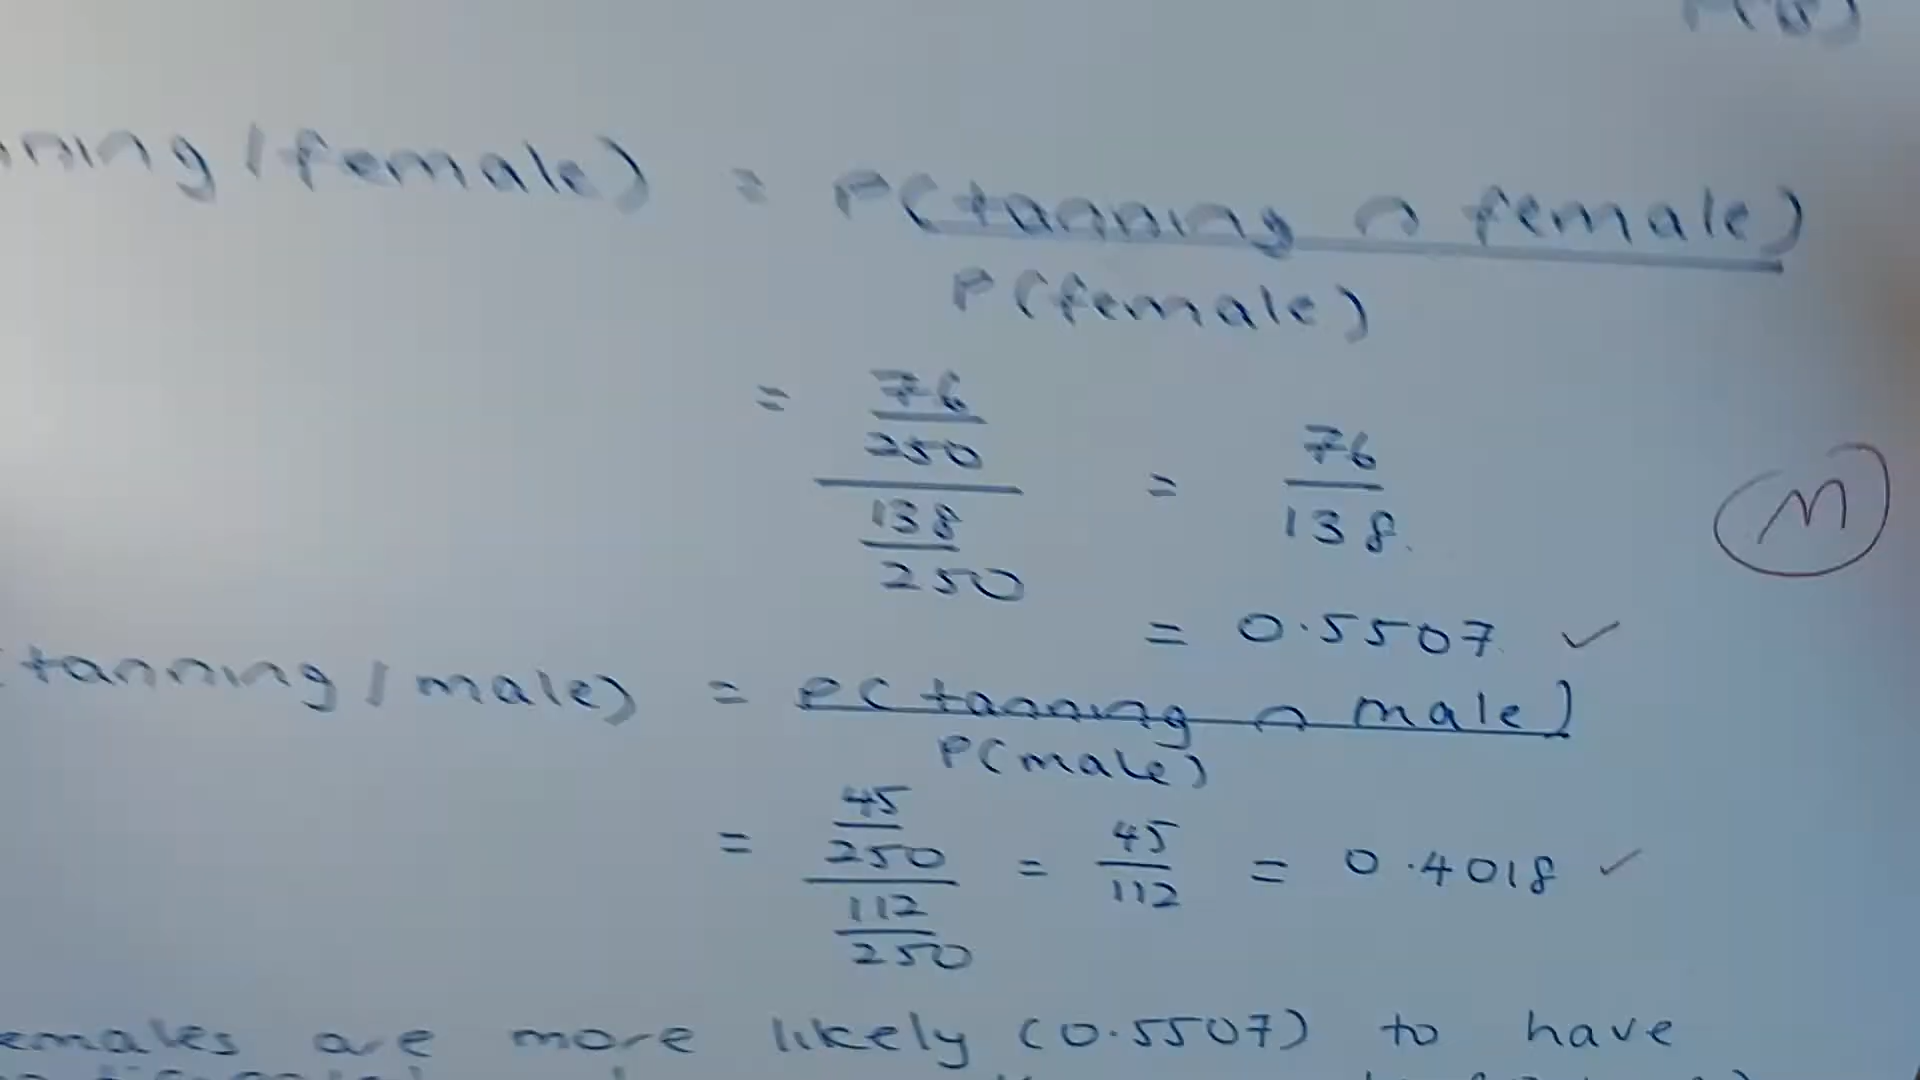 ning / female) = P(tanning ∩ female)
P(female)
= 76/250 / 138/250 = 76/138
M
= 0.5507 ✓
tanning / male) = P(tanning ∩ male)
P(male)
= 45/250 / 112/250 = 45/112 = 0.4018 ✓
emales are more likely (0.5507) to have